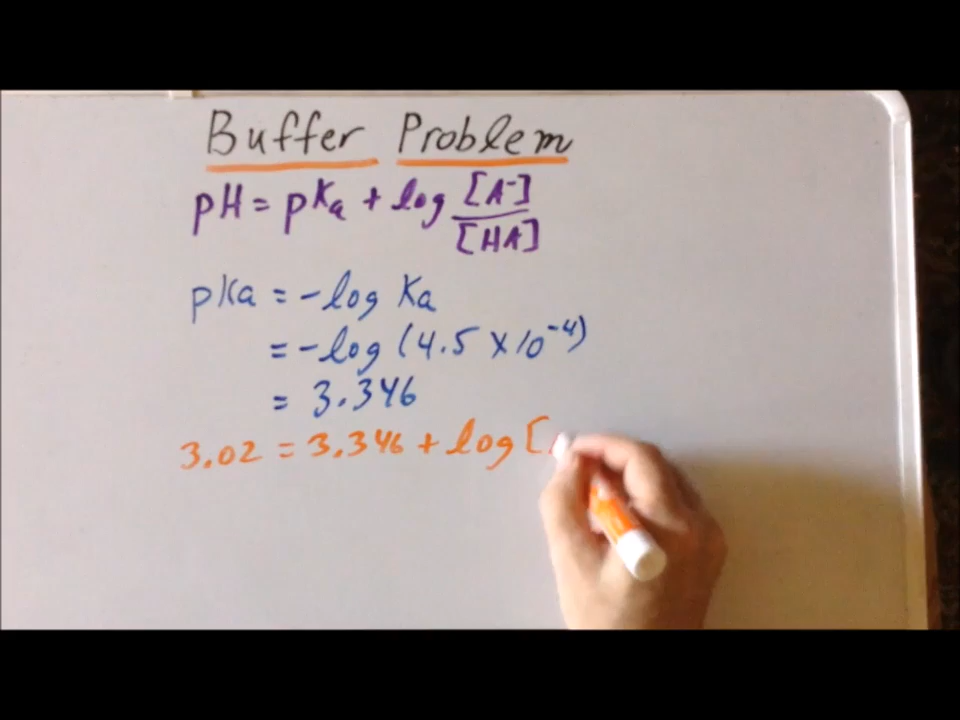 Buffer Problem
pH = pKa + log [A⁻]/[HA]
pKa = -log Ka
= -log (4.5 x 10⁻⁴)
= 3.346
3.02 = 3.346 + log [